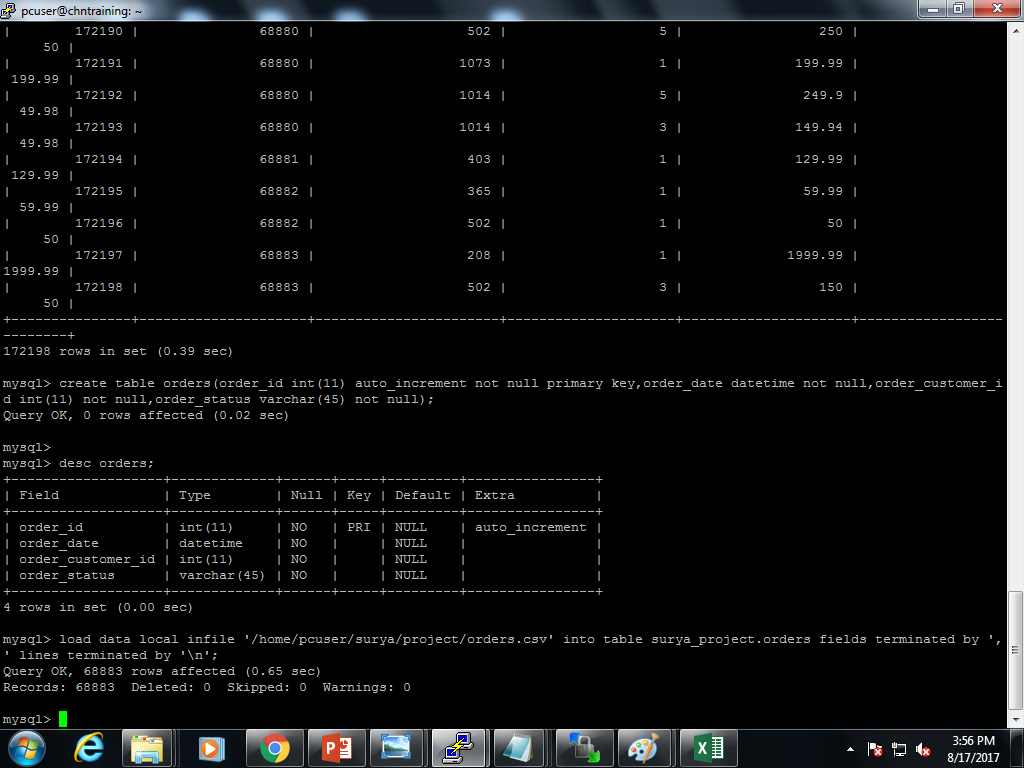 pcuser@chntraining: ~
|        172190 |               68880 |                   502 |                   5 |               250 |
     50 |
|        172191 |               68880 |                  1073 |                   1 |            199.99 |
 199.99 |
|        172192 |               68880 |                  1014 |                   5 |             249.9 |
  49.98 |
|        172193 |               68880 |                  1014 |                   3 |            149.94 |
  49.98 |
|        172194 |               68881 |                   403 |                   1 |            129.99 |
 129.99 |
|        172195 |               68882 |                   365 |                   1 |             59.99 |
  59.99 |
|        172196 |               68882 |                   502 |                   1 |                50 |
     50 |
|        172197 |               68883 |                   208 |                   1 |           1999.99 |
1999.99 |
|        172198 |               68883 |                   502 |                   3 |               150 |
     50 |
+---------------+---------------------+-----------------------+---------------------+---------------------+------------------
--------+
172198 rows in set (0.39 sec)
mysql> create table orders(order_id int(11) auto_increment not null primary key,order_date datetime not null,order_customer_i
d int(11) not null,order_status varchar(45) not null);
Query OK, 0 rows affected (0.02 sec)
mysql>
mysql> desc orders;
+-------------------+-------------+------+-----+---------+----------------+
| Field             | Type        | Null | Key | Default | Extra          |
+-------------------+-------------+------+-----+---------+----------------+
| order_id          | int(11)     | NO   | PRI | NULL    | auto_increment |
| order_date        | datetime    | NO   |     | NULL    |                |
| order_customer_id | int(11)     | NO   |     | NULL    |                |
| order_status      | varchar(45) | NO   |     | NULL    |                |
+-------------------+-------------+------+-----+---------+----------------+
4 rows in set (0.00 sec)
mysql> load data local infile '/home/pcuser/surya/project/orders.csv' into table surya_project.orders fields terminated by ',
' lines terminated by '\n';
Query OK, 68883 rows affected (0.65 sec)
Records: 68883  Deleted: 0  Skipped: 0  Warnings: 0
mysql>
3:56 PM
8/17/2017